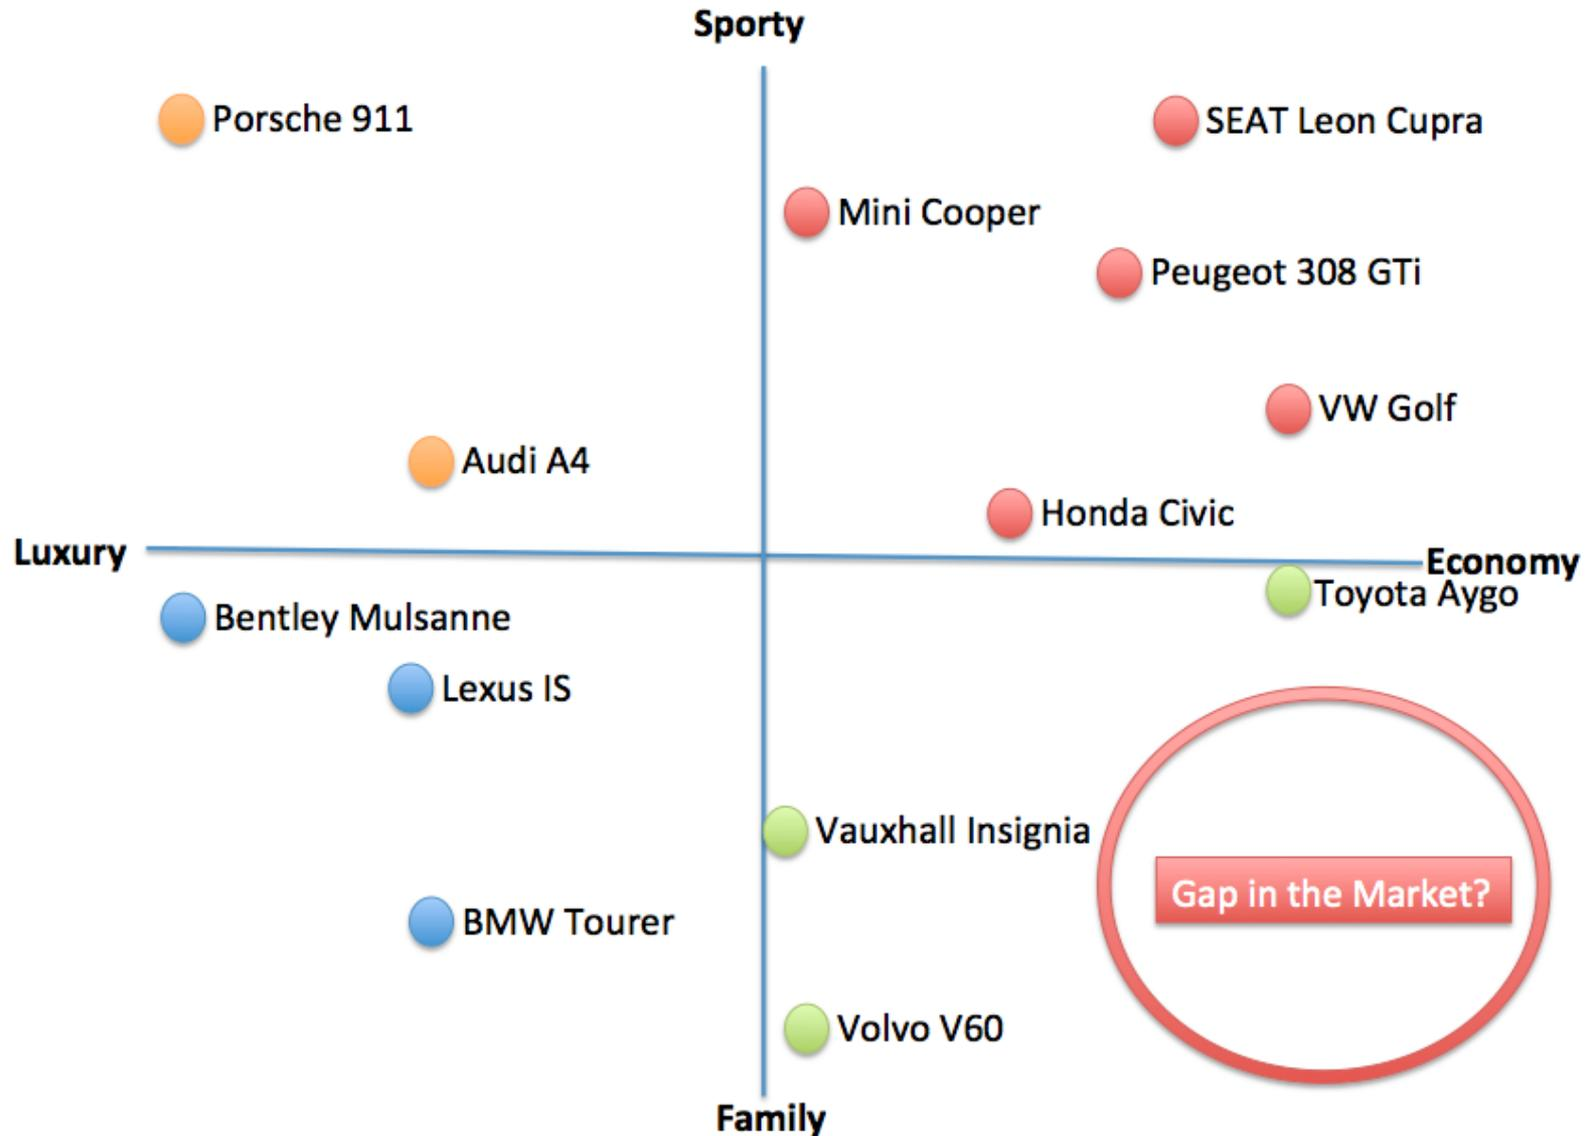 Sporty
Porsche 911
SEAT Leon Cupra
Mini Cooper
Peugeot 308 GTi
VW Golf
Audi A4
Honda Civic
Luxury
Economy
Toyota Aygo
Bentley Mulsanne
Lexus IS
Vauxhall Insignia
Gap in the Market?
BMW Tourer
Volvo V60
Family